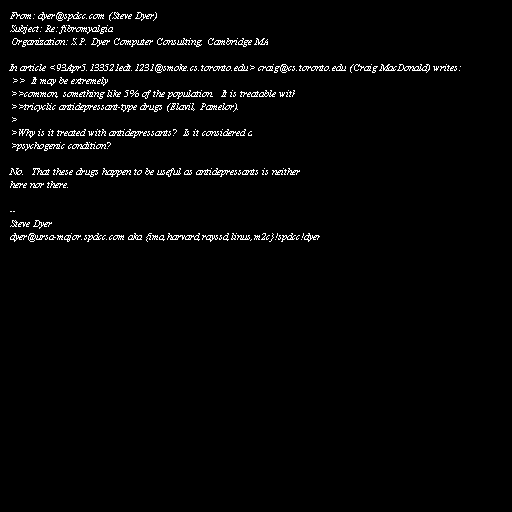 From: dyer@spdcc.com (Steve Dyer)
Subject: Re: fibromyalgia
Organization: S.P. Dyer Computer Consulting, Cambridge MA

In article <93Apr5.133521edt.1231@smoke.cs.toronto.edu> craig@cs.toronto.edu (Craig MacDonald) writes:
>> It may be extremely
>>common, something like 5% of the population. It is treatable with
>>tricyclic antidepressant-type drugs (Elavil, Pamelor).
>
>Why is it treated with antidepressants? Is it considered a
>psychogenic condition?

No. That these drugs happen to be useful as antidepressants is neither
here nor there.

--
Steve Dyer
dyer@ursa-major.spdcc.com aka {ima,harvard,rayssd,linus,m2c}!spdcc!dyer